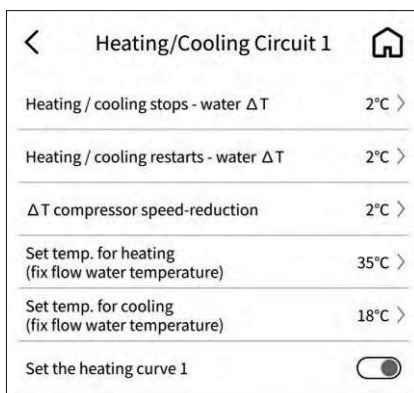 Heating/Cooling Circuit 1
Heating / cooling stops - water ΔT 2°C
Heating / cooling restarts - water ΔT 2°C
ΔT compressor speed-reduction 2°C
Set temp. for heating
(fix flow water temperature) 35°C
Set temp. for cooling
(fix flow water temperature) 18°C
Set the heating curve 1